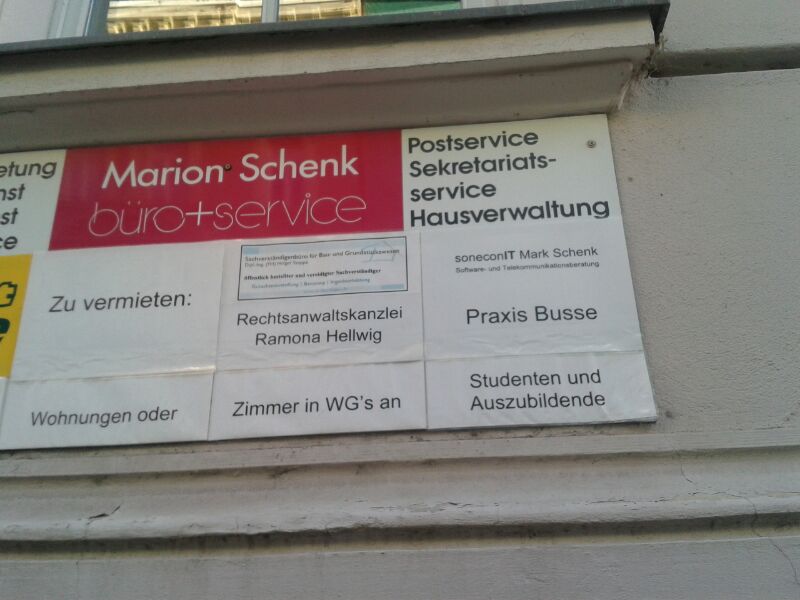 etung
nst
st
ce
Marion Schenk
büro+service
Postservice
Sekretariats-
service
Hausverwaltung
Zu vermieten:
Sachverständigenbüro für Bau- und Grundstückswesen
öffentlich bestellter und vereidigter Sachverständiger
Rechtsanwaltskanzlei
Ramona Hellwig
soneconIT Mark Schenk
Software- und Telekommunikationsberatung
Praxis Busse
Wohnungen oder
Zimmer in WG's an
Studenten und
Auszubildende